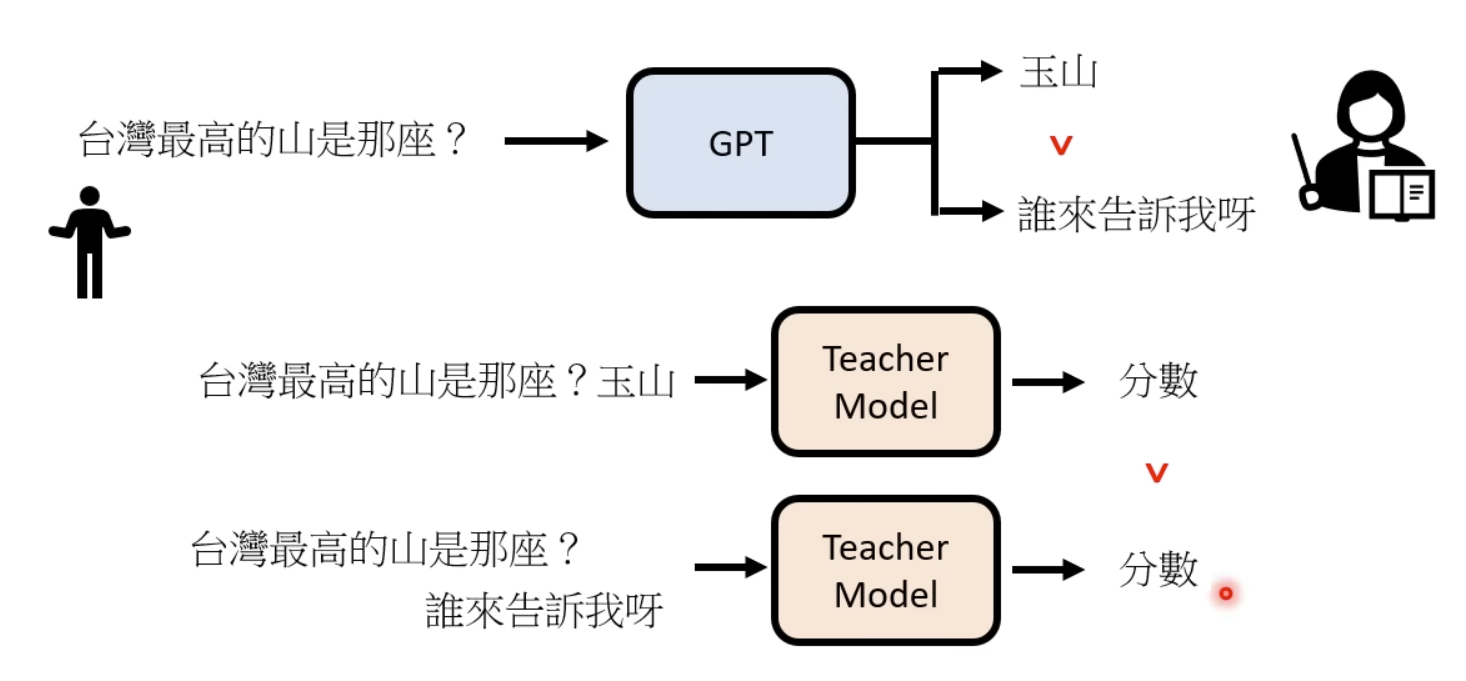 玉山
台灣最高的山是那座？
GPT
v
誰來告訴我呀
台灣最高的山是那座？玉山
Teacher
Model
分數
v
台灣最高的山是那座？
誰來告訴我呀
Teacher
Model
分數